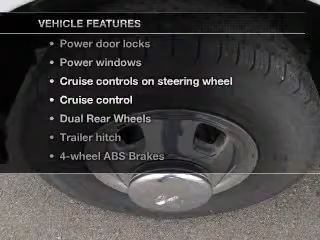 VEHICLE FEATURES
• Power door locks
• Power windows
• Cruise controls on steering wheel
• Cruise control
• Dual Rear Wheels
• Trailer hitch
• 4-wheel ABS Brakes